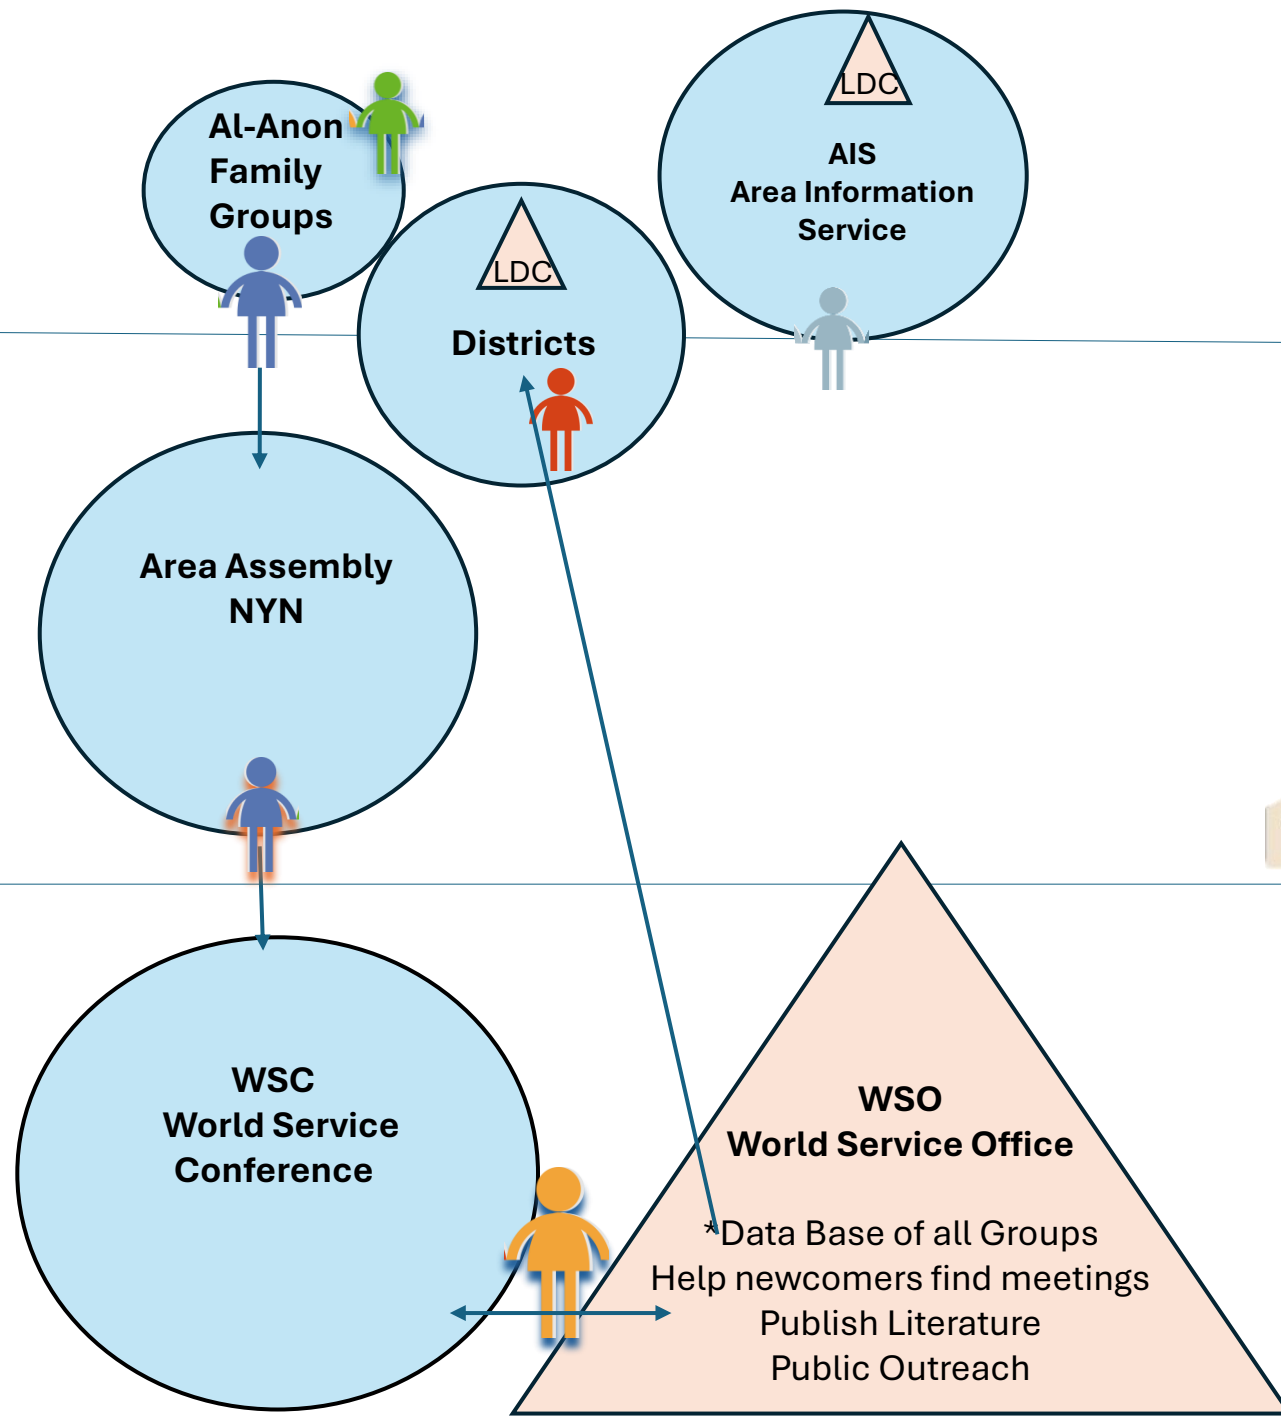 LDC
AIS
Area Information
Service
Al-Anon
Family
Groups
LDC
Districts
Area Assembly
NYN
WSC
World Service
Conference
WSO
World Service Office
*Data Base of all Groups
Help newcomers find meetings
Publish Literature
Public Outreach